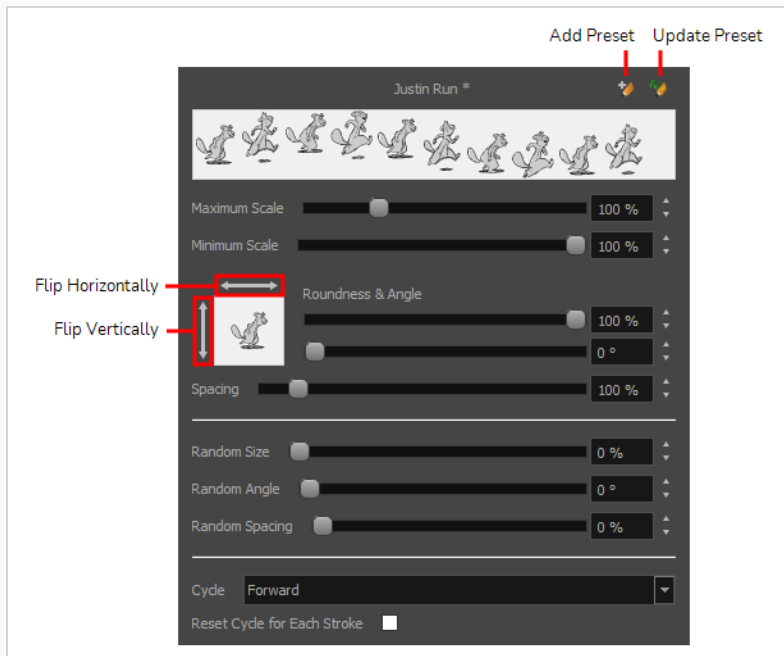 Add Preset Update Preset
Justin Run *
Maximum Scale 100 %
Minimum Scale 100 %
Flip Horizontally
Roundness & Angle
Flip Vertically
100 %
0 °
Spacing 100 %
Random Size 0 %
Random Angle 0 °
Random Spacing 0 %
Cycle Forward
Reset Cycle for Each Stroke